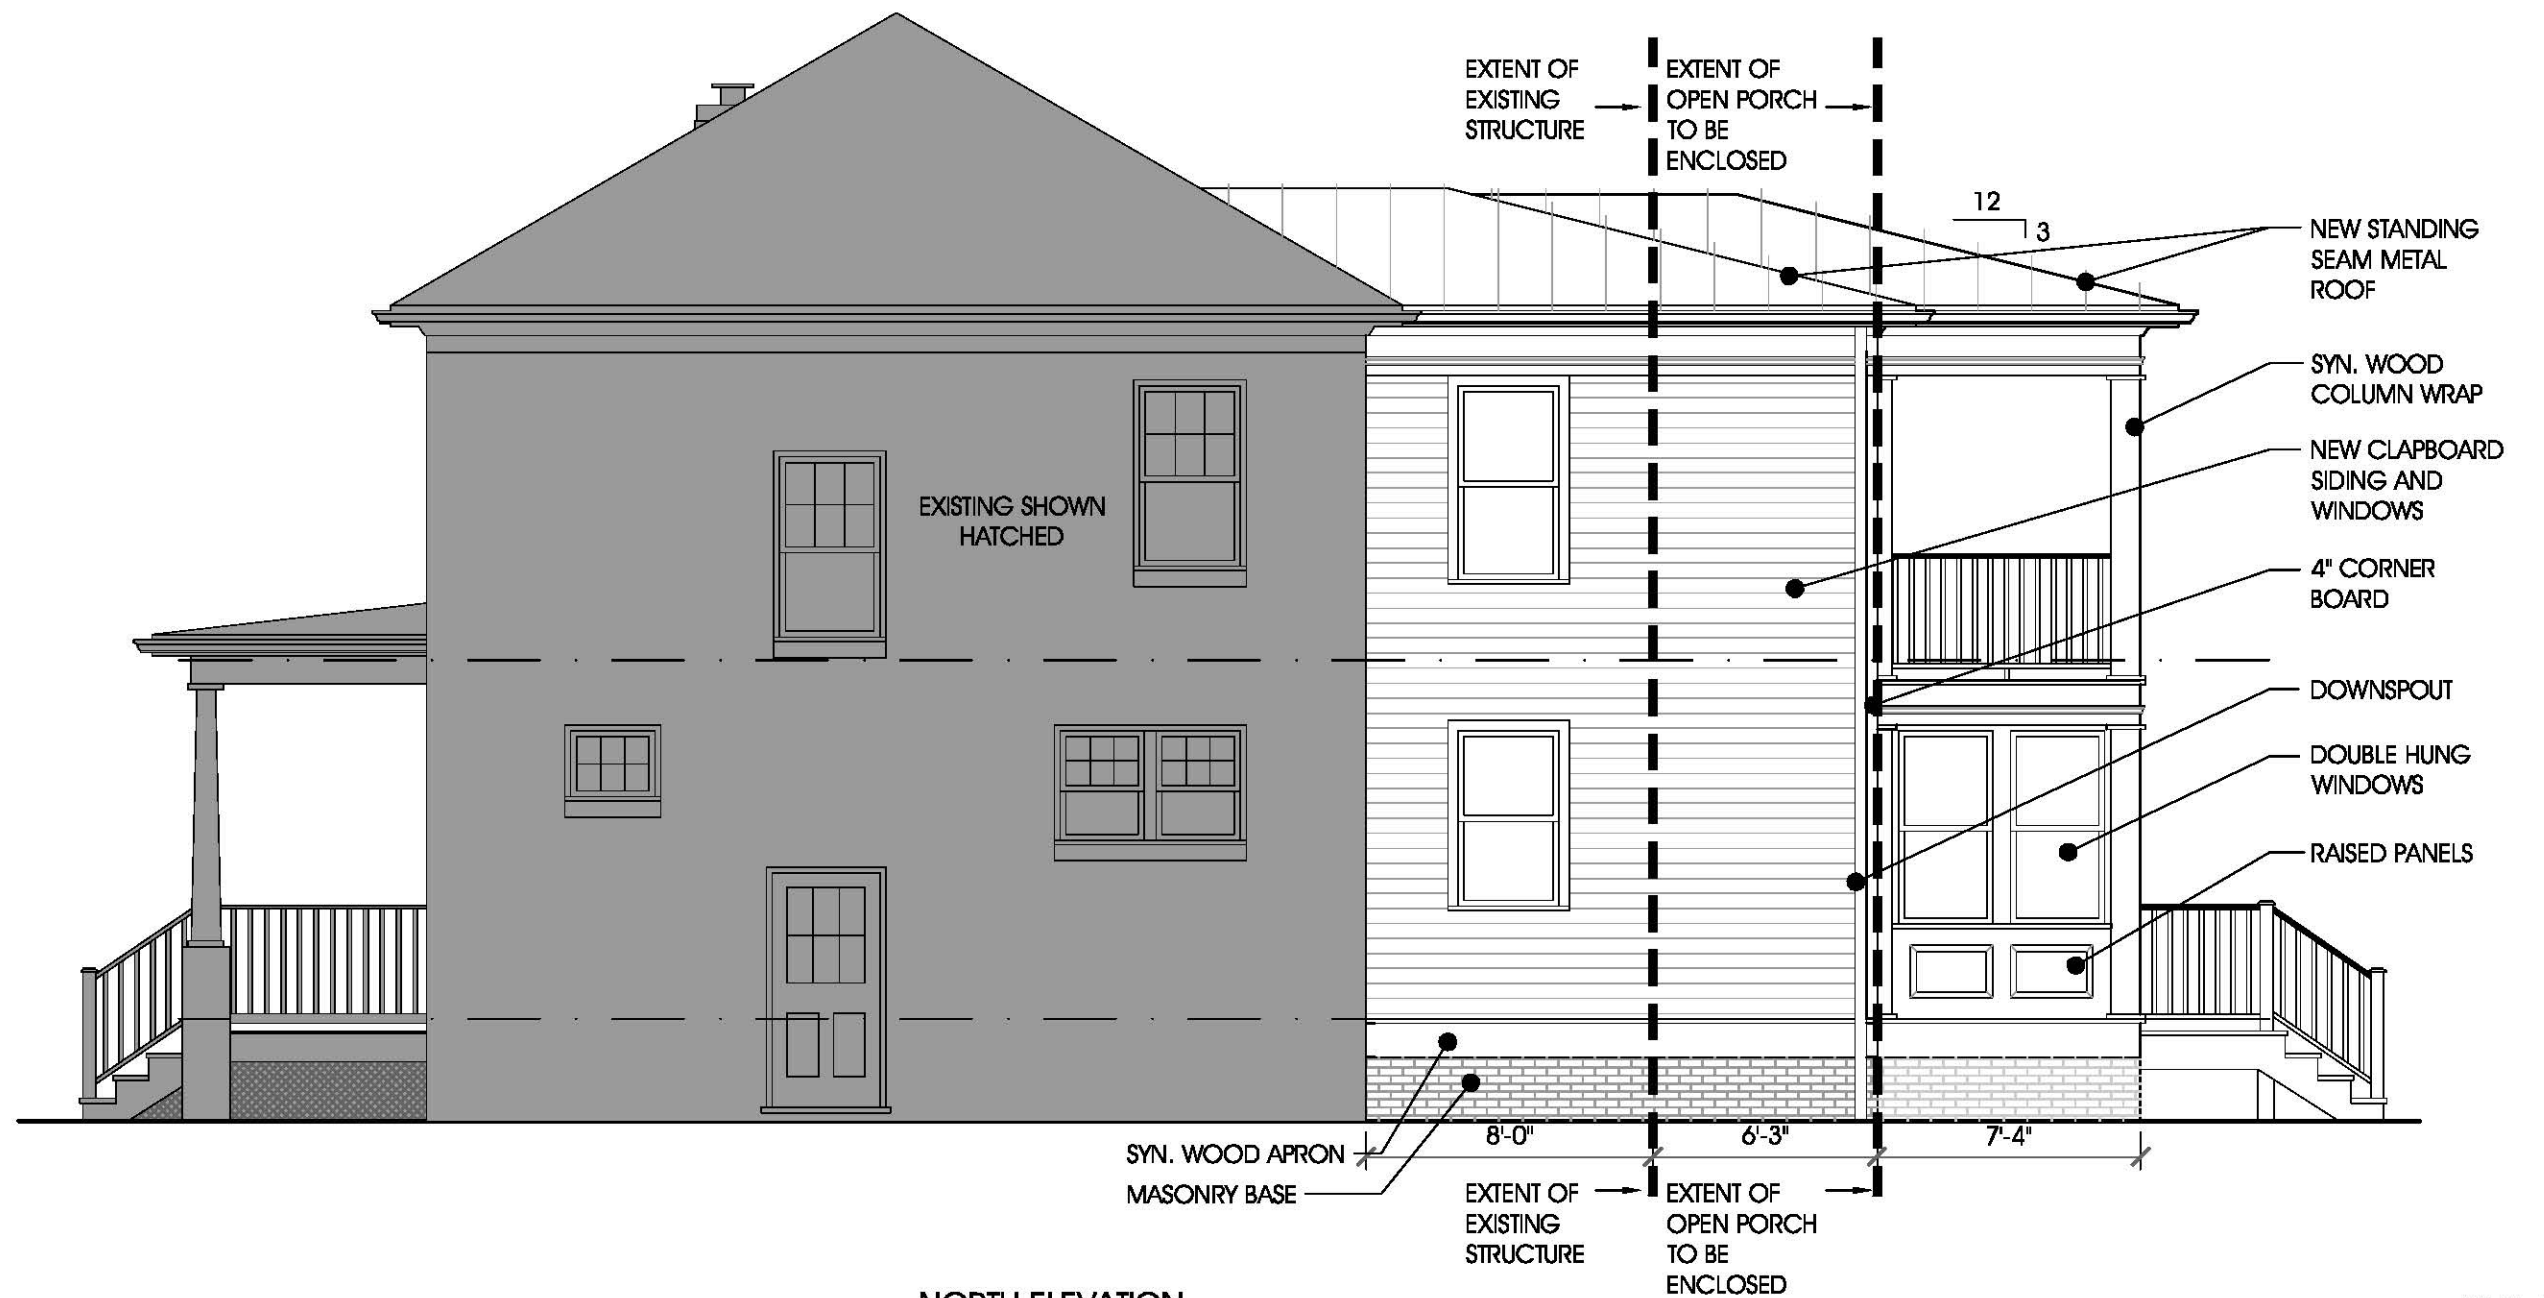 EXTENT OF
EXISTING
STRUCTURE
EXTENT OF
OPEN PORCH
TO BE
ENCLOSED
12
3
NEW STANDING
SEAM METAL
ROOF
SYN. WOOD
COLUMN WRAP
NEW CLAPBOARD
SIDING AND
WINDOWS
EXISTING SHOWN
HATCHED
4" CORNER
BOARD
DOWNSPOUT
DOUBLE HUNG
WINDOWS
RAISED PANELS
8'-0"
6'-3"
7'-4"
SYN. WOOD APRON
MASONRY BASE
EXTENT OF
EXISTING
STRUCTURE
EXTENT OF
OPEN PORCH
TO BE
ENCLOSED
NORTH ELEVATION